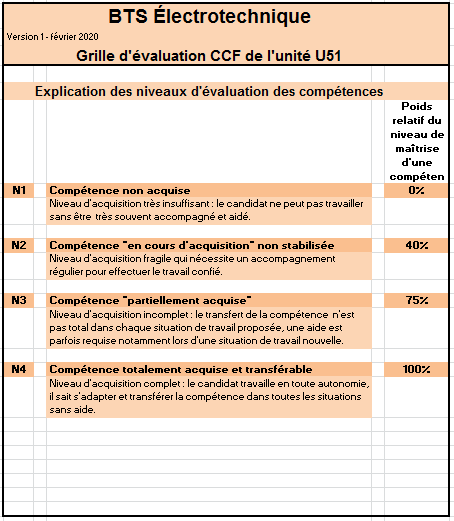 BTS Électrotechnique
Version 1 - février 2020
Grille d'évaluation CCF de l'unité U51
Explication des niveaux d'évaluation des compétences
Poids
relatif du
niveau de
maîtrise
d'une
compéten
N1 Compétence non acquise 0%
Niveau d'acquisition très insuffisant : le candidat ne peut pas travailler
sans être très souvent accompagné et aidé.
N2 Compétence "en cours d'acquisition" non stabilisée 40%
Niveau d'acquisition fragile qui nécessite un accompagnement
régulier pour effectuer le travail confié.
N3 Compétence "partiellement acquise" 75%
Niveau d'acquisition incomplet : le transfert de la compétence n'est
pas total dans chaque situation de travail proposée, une aide est
parfois requise notamment lors d'une situation de travail nouvelle.
N4 Compétence totalement acquise et transférable 100%
Niveau d'acquisition complet : le candidat travaille en toute autonomie,
il sait s'adapter et transférer la compétence dans toutes les situations
sans aide.